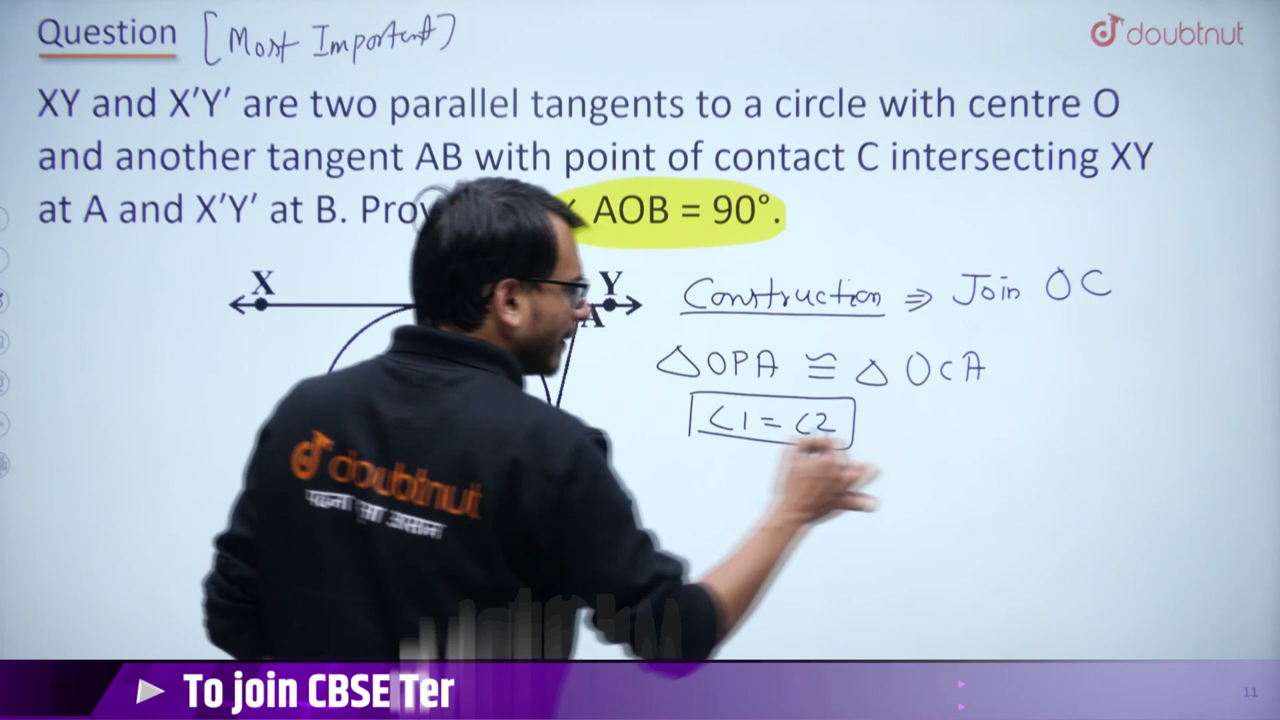 Question [Most Important]
doubtnut
XY and X′Y′ are two parallel tangents to a circle with centre O
and another tangent AB with point of contact C intersecting XY
at A and X′Y′ at B. AOB = 90°.
X
Y
A
Construction ⇒ Join OC
△OPA ≅ △OCA
∠1 = ∠2
doubtnut
To join CBSE Ter
11